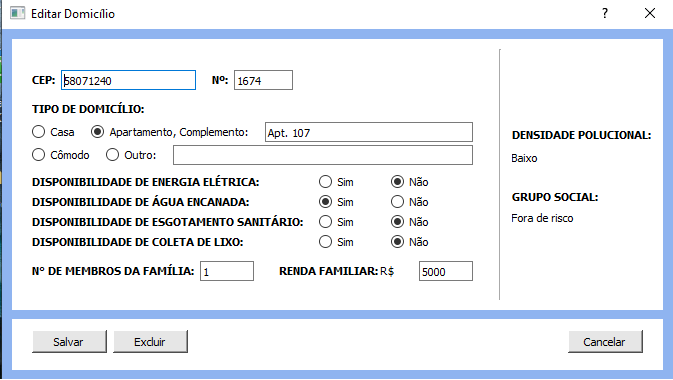 Editar Domicílio
CEP: 58071240 Nº: 1674
TIPO DE DOMICÍLIO:
Casa Apartamento, Complemento: Apt. 107
Cômodo Outro:
DISPONIBILIDADE DE ENERGIA ELÉTRICA: Sim Não
DISPONIBILIDADE DE ÁGUA ENCANADA: Sim Não
DISPONIBILIDADE DE ESGOTAMENTO SANITÁRIO: Sim Não
DISPONIBILIDADE DE COLETA DE LIXO: Sim Não
N° DE MEMBROS DA FAMÍLIA: 1 RENDA FAMILIAR: R$ 5000
DENSIDADE POLUCIONAL:
Baixo
GRUPO SOCIAL:
Fora de risco
Salvar Excluir Cancelar